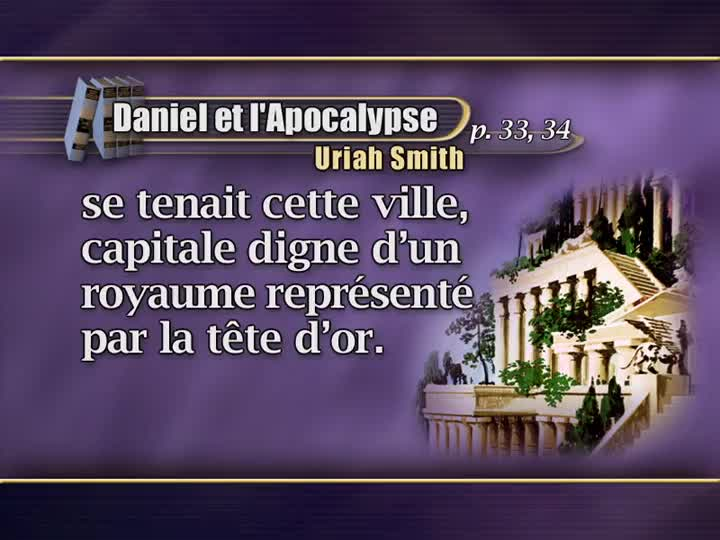 Daniel et l'Apocalypse
p. 33, 34
Uriah Smith
se tenait cette ville,
capitale digne d’un
royaume représenté
par la tête d’or.